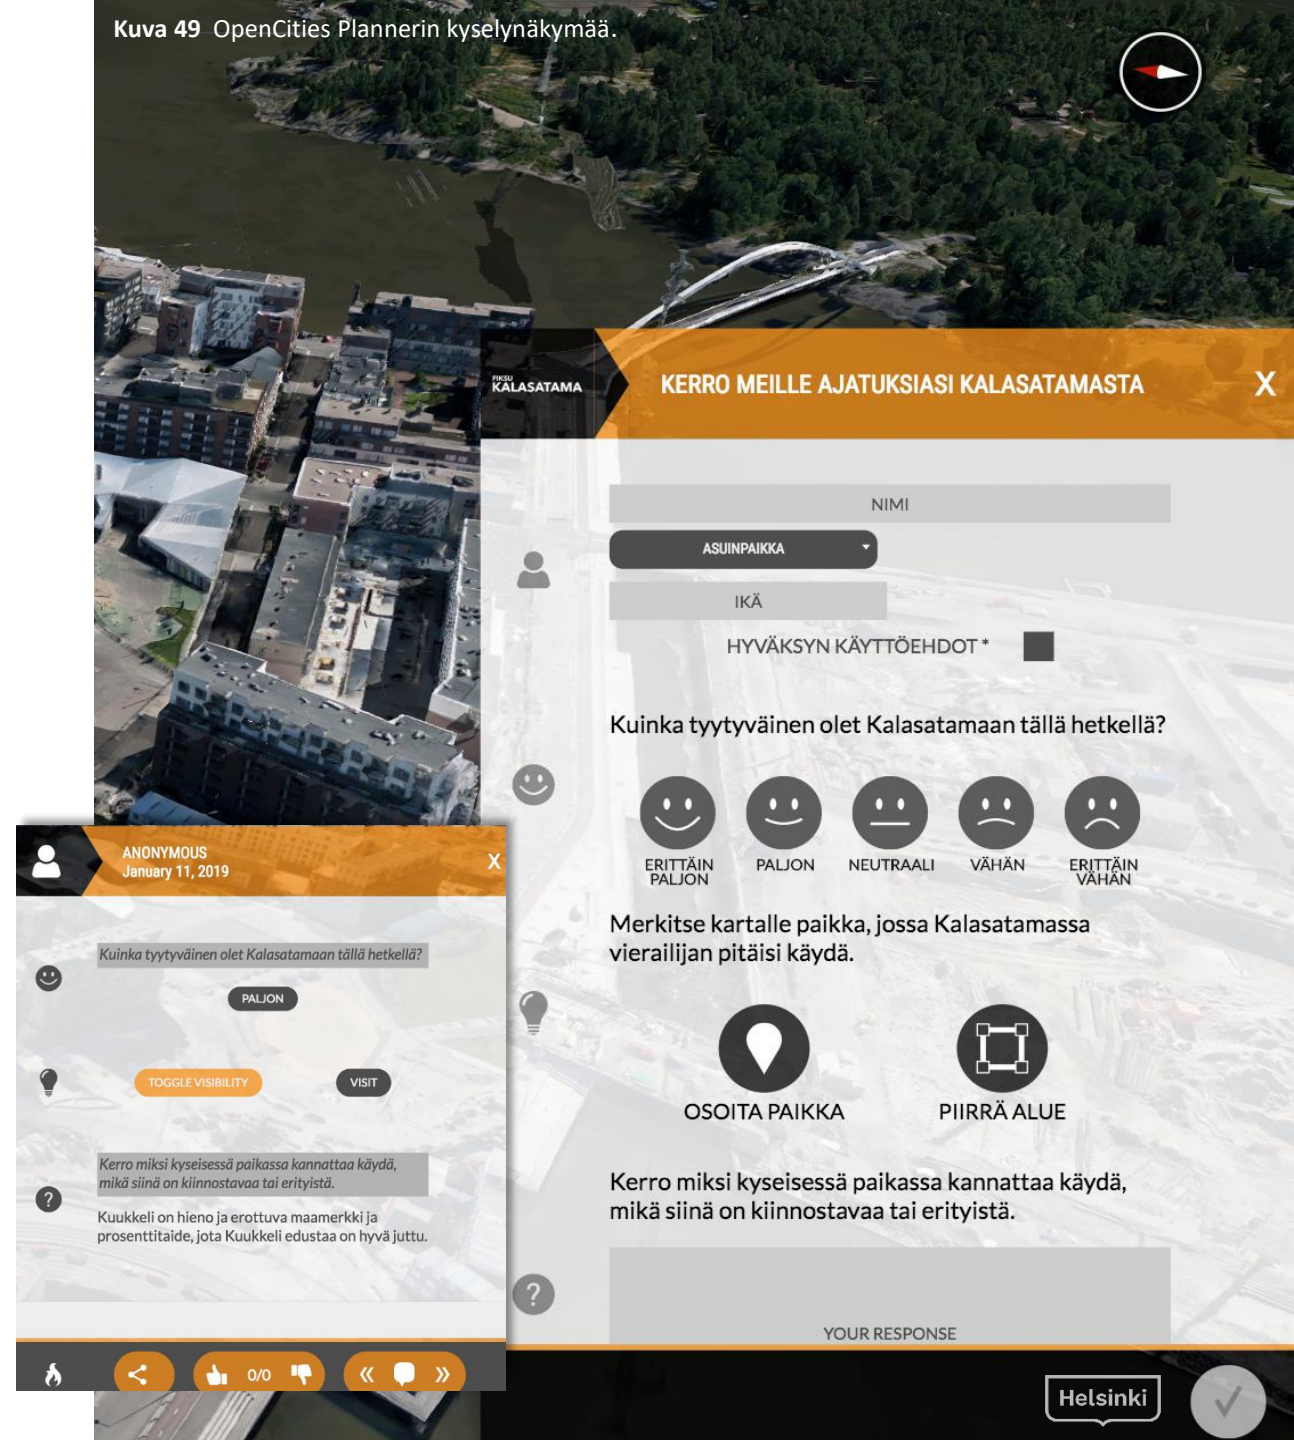 Kuva 49 OpenCities Plannerin kyselynäkymää.
FIKSU
KALASATAMA
KERRO MEILLE AJATUKSIASI KALASATAMASTA
X
NIMI
ASUINPAIKKA
IKÄ
HYVÄKSYN KÄYTTÖEHDOT *
Kuinka tyytyväinen olet Kalasatamaan tällä hetkellä?
ERITTÄIN
PALJON
PALJON
NEUTRAALI
VÄHÄN
ERITTÄIN
VÄHÄN
Merkitse kartalle paikka, jossa Kalasatamassa
vierailijan pitäisi käydä.
OSOITA PAIKKA
PIIRRÄ ALUE
Kerro miksi kyseisessä paikassa kannattaa käydä,
mikä siinä on kiinnostavaa tai erityistä.
?
YOUR RESPONSE
Helsinki
ANONYMOUS
January 11, 2019
X
Kuinka tyytyväinen olet Kalasatamaan tällä hetkellä?
PALJON
TOGGLE VISIBILITY
VISIT
Kerro miksi kyseisessä paikassa kannattaa käydä,
mikä siinä on kiinnostavaa tai erityistä.
?
Kuukkeli on hieno ja erottuva maamerkki ja
prosenttitaide, jota Kuukkeli edustaa on hyvä juttu.
0/0